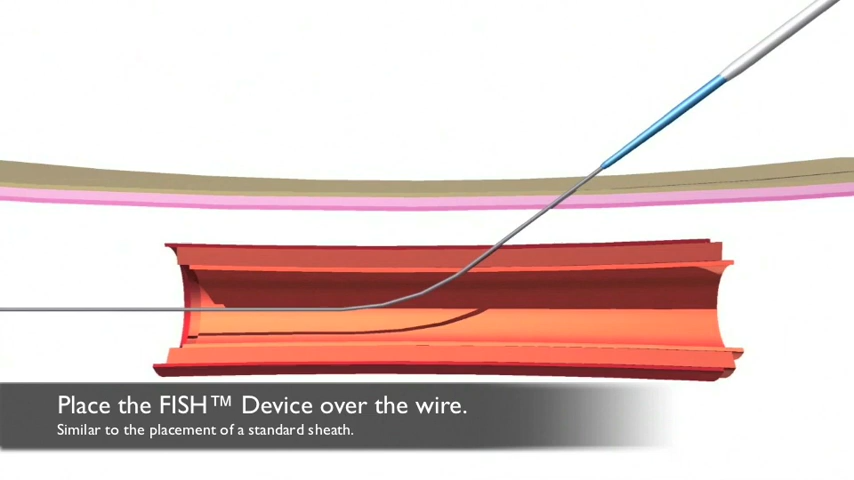 Place the FISH™ Device over the wire.
Similar to the placement of a standard sheath.